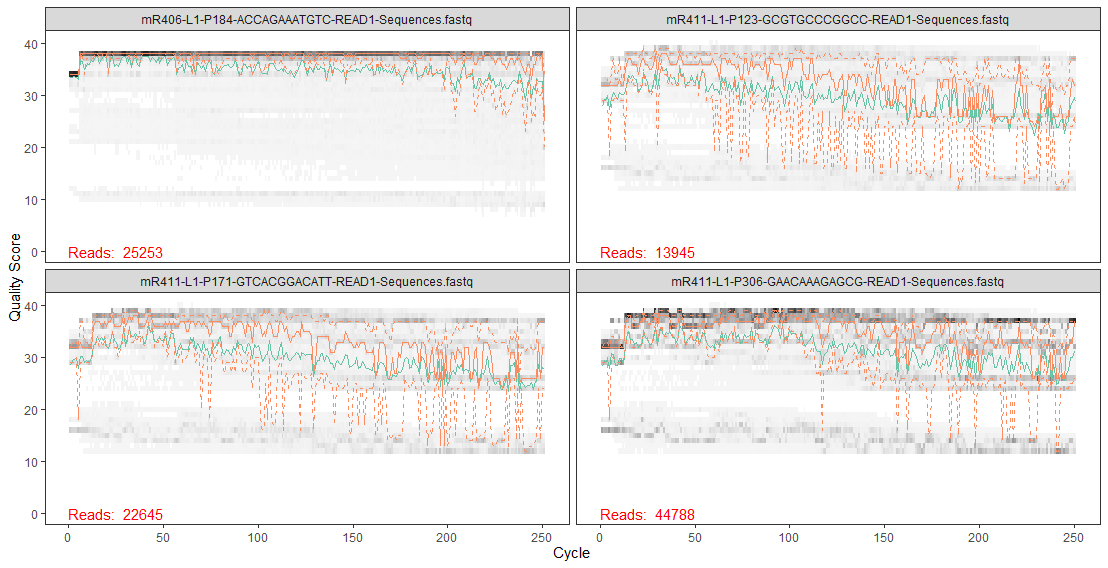 mR406-L1-P184-ACCAGAAATGTC-READ1-Sequences.fastq
mR411-L1-P123-GCGTGCCCGGCC-READ1-Sequences.fastq
40
30
20
10
0
Reads: 25253
Reads: 13945
Quality Score
mR411-L1-P171-GTCACGGACATT-READ1-Sequences.fastq
mR411-L1-P306-GAACAAAGAGCG-READ1-Sequences.fastq
40
30
20
10
0
Reads: 22645
Reads: 44788
0 50 100 150 200 250
0 50 100 150 200 250
Cycle